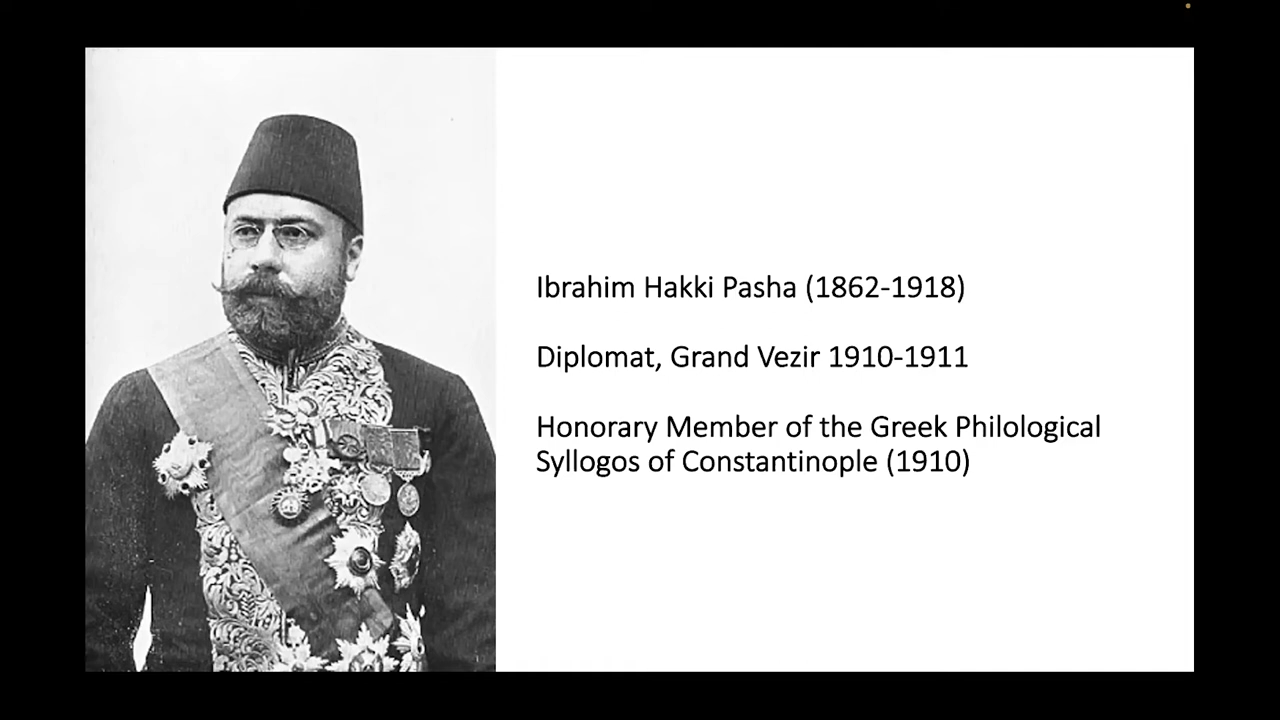 Ibrahim Hakki Pasha (1862-1918)
Diplomat, Grand Vezir 1910-1911
Honorary Member of the Greek Philological
Syllogos of Constantinople (1910)